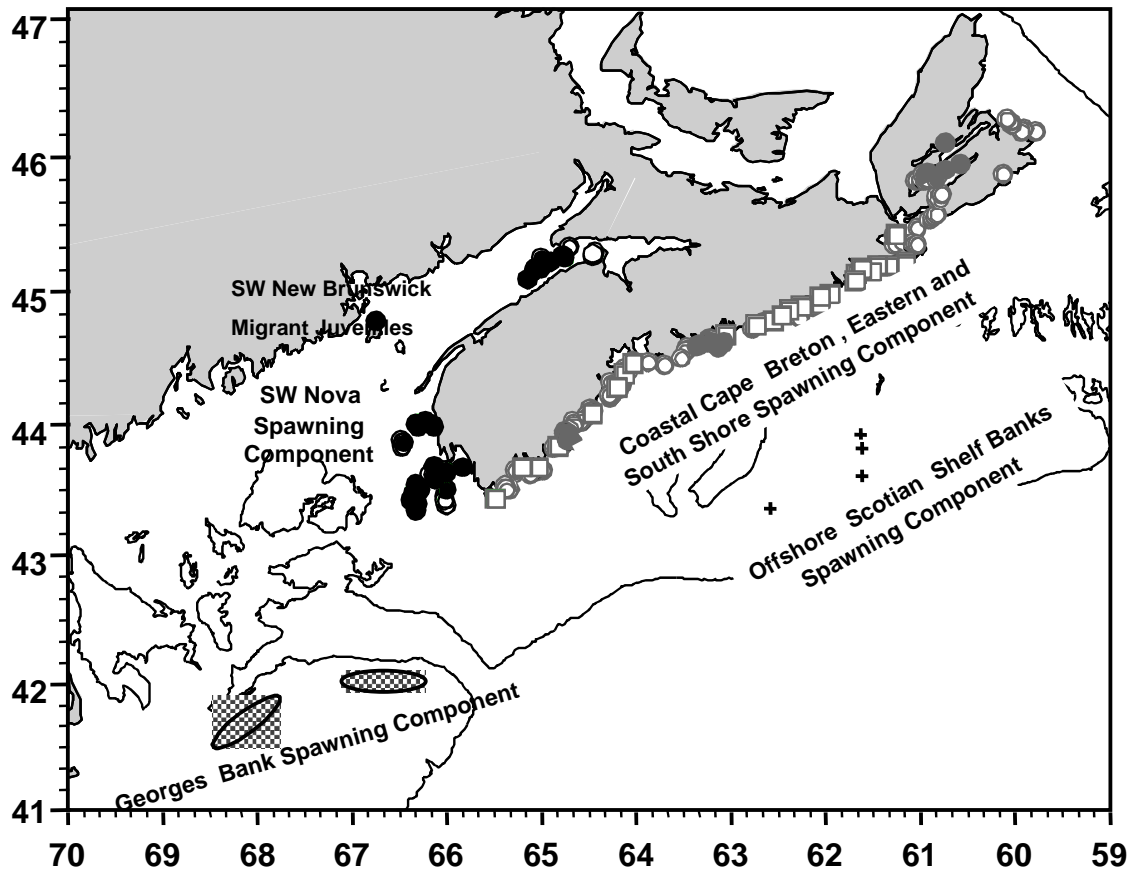 47
46
45
44
43
42
41
SW New Brunswick
Migrant Juveniles
SW Nova
Spawning
Component
Coastal Cape Breton , Eastern and
South Shore Spawning Component
Offshore Scotian Shelf Banks
Spawning Component
Georges Bank Spawning Component
70 69 68 67 66 65 64 63 62 61 60 59